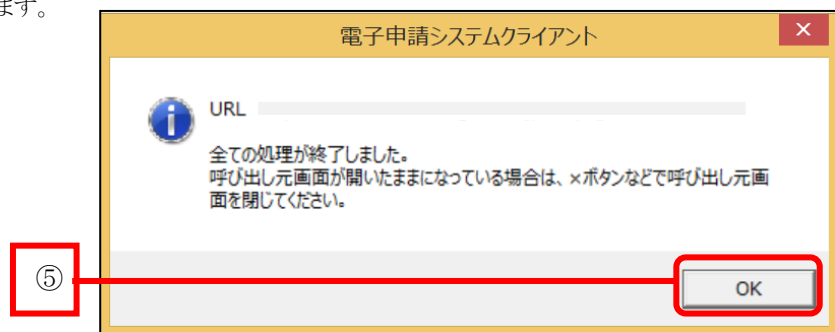 ます。
電子申請システムクライアント
URL
全ての処理が終了しました。
呼び出し元画面が開いたままになっている場合は、×ボタンなどで呼び出し元画
面を閉じてください。
⑤
OK